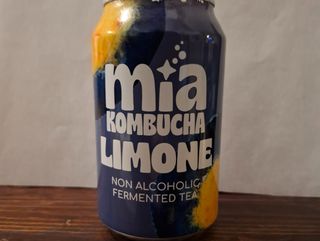 mia
KOMBUCHA
LIMONE
NON ALCOHOLIC
FERMENTED TEA